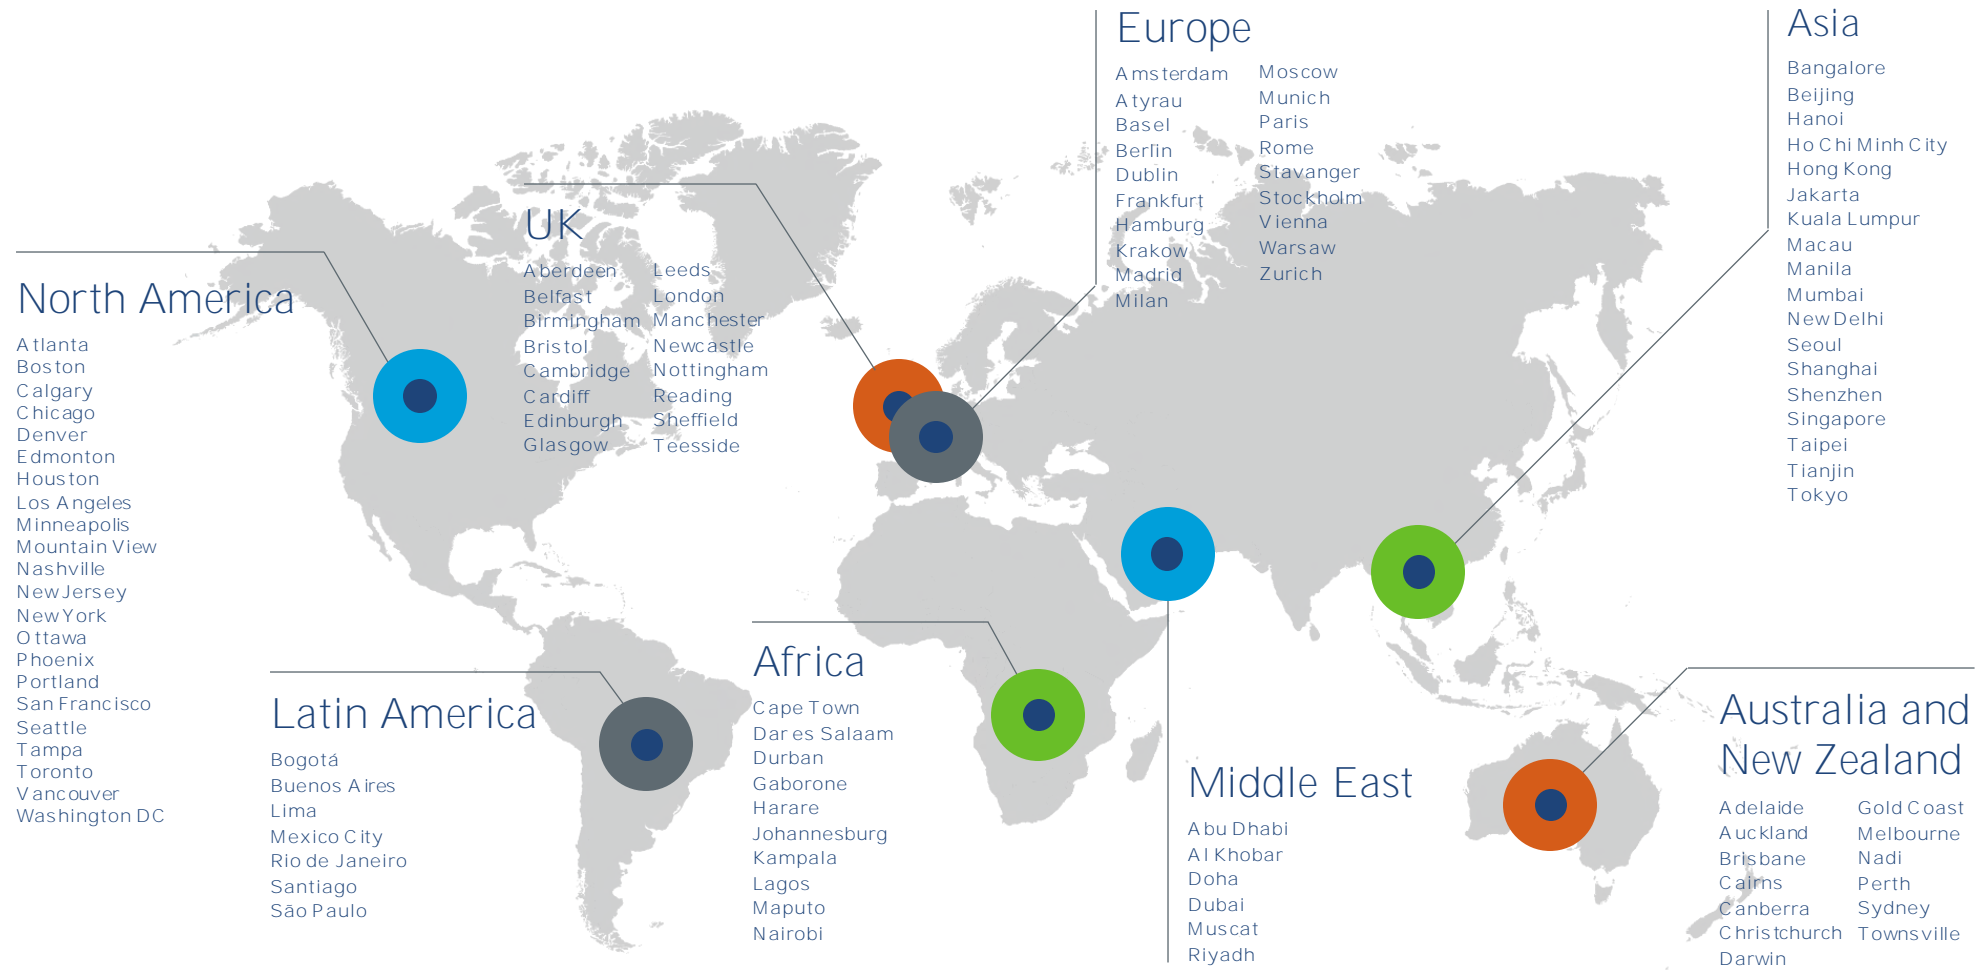 North America
Atlanta
Boston
Calgary
Chicago
Denver
Edmonton
Houston
Los Angeles
Minneapolis
Mountain View
Nashville
New Jersey
New York
Ottawa
Phoenix
Portland
San Francisco
Seattle
Tampa
Toronto
Vancouver
Washington DC
Latin America
Bogotá
Buenos Aires
Lima
Mexico City
Rio de Janeiro
Santiago
São Paulo
UK
Aberdeen
Belfast
Birmingham
Bristol
Cambridge
Cardiff
Edinburgh
Glasgow
Leeds
London
Manchester
Newcastle
Nottingham
Reading
Sheffield
Teesside
Africa
Cape Town
Dar es Salaam
Durban
Gaborone
Harare
Johannesburg
Kampala
Lagos
Maputo
Nairobi
Europe
Amsterdam
Atyrau
Basel
Berlin
Dublin
Frankfurt
Hamburg
Krakow
Madrid
Milan
Moscow
Munich
Paris
Rome
Stavanger
Stockholm
Vienna
Warsaw
Zurich
Middle East
Abu Dhabi
Al Khobar
Doha
Dubai
Muscat
Riyadh
Asia
Bangalore
Beijing
Hanoi
Ho Chi Minh City
Hong Kong
Jakarta
Kuala Lumpur
Macau
Manila
Mumbai
New Delhi
Seoul
Shanghai
Shenzhen
Singapore
Taipei
Tianjin
Tokyo
Australia and
New Zealand
Adelaide
Auckland
Brisbane
Cairns
Canberra
Christchurch
Darwin
Gold Coast
Melbourne
Nadi
Perth
Sydney
Townsville